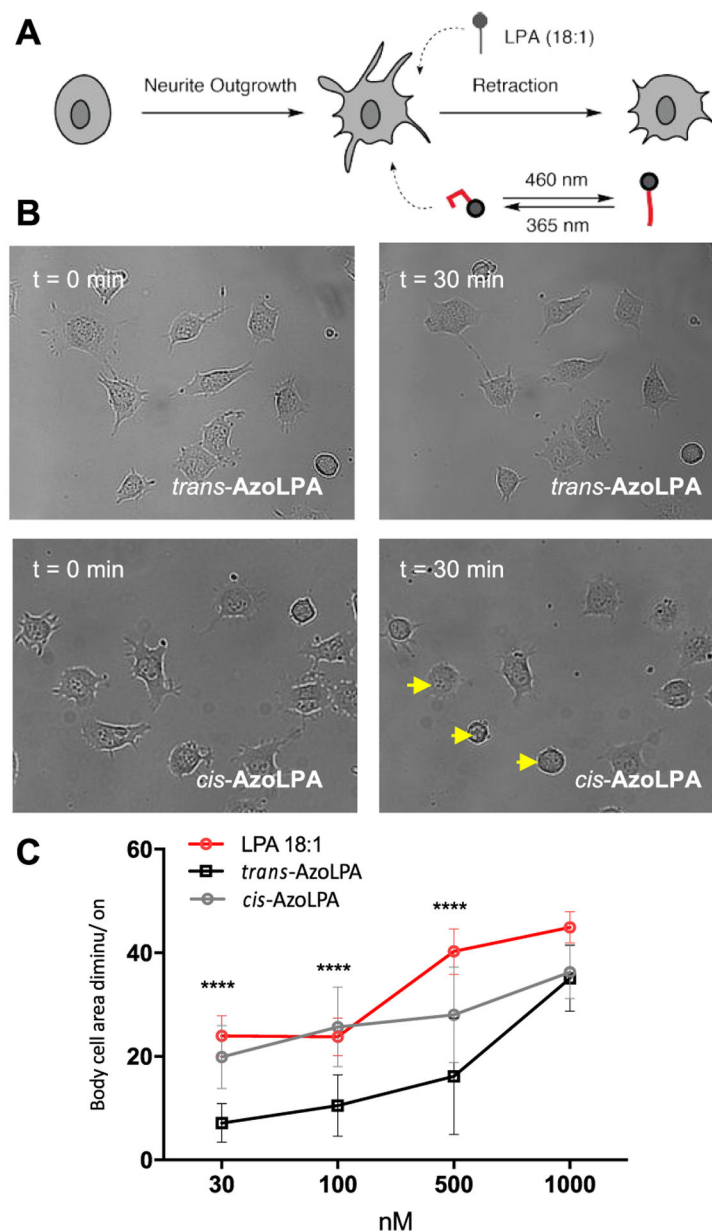 A
LPA (18:1)
Neurite Outgrowth
Retraction
460 nm
365 nm
B
t = 0 min
trans-AzoLPA
t = 30 min
trans-AzoLPA
t = 0 min
cis-AzoLPA
t = 30 min
cis-AzoLPA
C
LPA 18:1
trans-AzoLPA
cis-AzoLPA
Body cell area diminu/ on
60
40
20
0
****
****
****
30 100 500 1000
nM